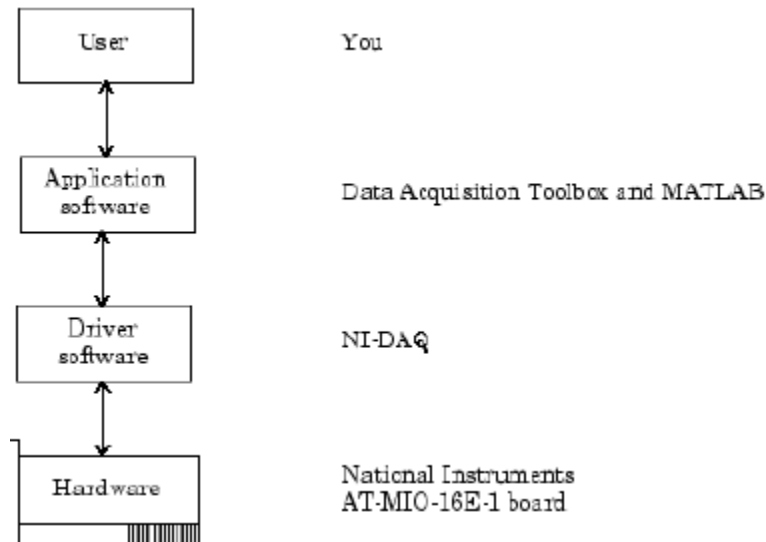 User
You
Application
software
Data Acquisition Toolbox and MATLAB
Driver
software
NI-DAQ
Hardware
National Instruments
AT-MIO-16E-1 board